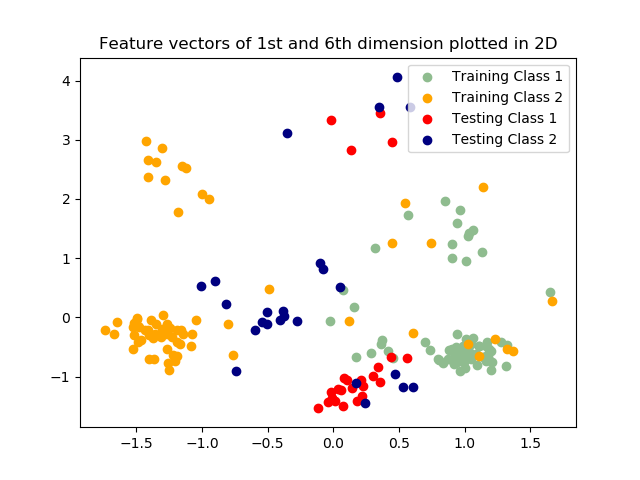 Feature vectors of 1st and 6th dimension plotted in 2D
Training Class 1
Training Class 2
Testing Class 1
Testing Class 2
4
3
2
1
0
−1
−1.5 −1.0 −0.5 0.0 0.5 1.0 1.5